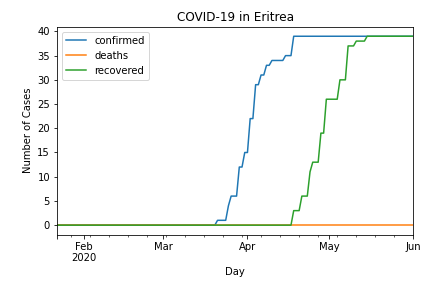 COVID-19 in Eritrea
confirmed
deaths
recovered
Number of Cases
40
35
30
25
20
15
10
5
0
Feb
2020
Mar
Apr
May
Jun
Day